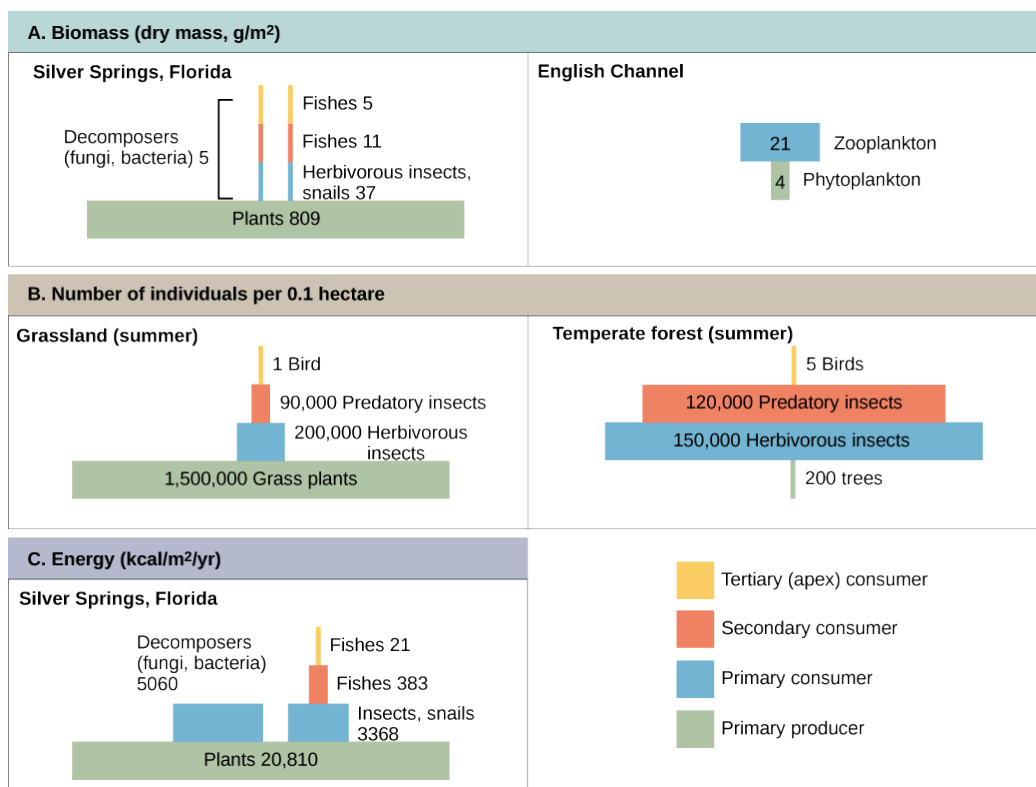 A. Biomass (dry mass, g/m²)
Silver Springs, Florida
Fishes 5
Decomposers
(fungi, bacteria) 5
Fishes 11
Herbivorous insects,
snails 37
Plants 809
English Channel
21
Zooplankton
4
Phytoplankton
B. Number of individuals per 0.1 hectare
Grassland (summer)
1 Bird
90,000 Predatory insects
200,000 Herbivorous
insects
1,500,000 Grass plants
Temperate forest (summer)
5 Birds
120,000 Predatory insects
150,000 Herbivorous insects
200 trees
C. Energy (kcal/m²/yr)
Silver Springs, Florida
Decomposers
(fungi, bacteria)
5060
Fishes 21
Fishes 383
Insects, snails
3368
Plants 20,810
Tertiary (apex) consumer
Secondary consumer
Primary consumer
Primary producer